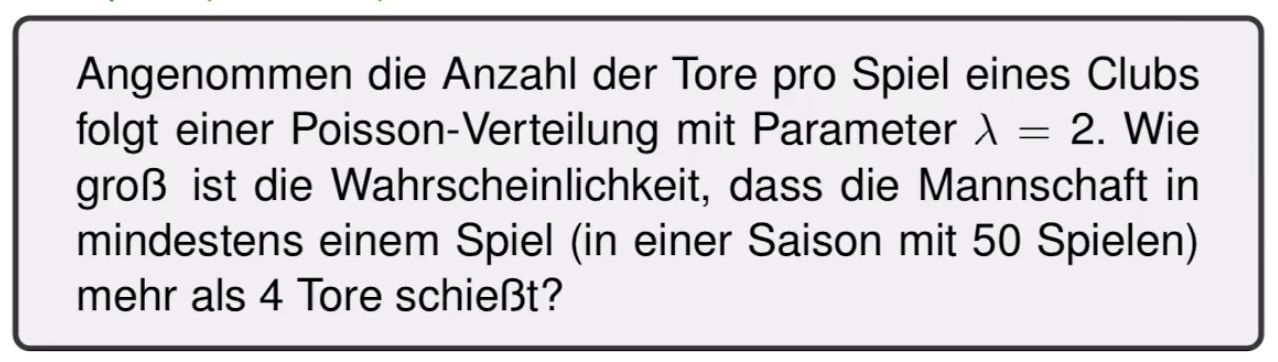 Angenommen die Anzahl der Tore pro Spiel eines Clubs
folgt einer Poisson-Verteilung mit Parameter λ = 2. Wie
groß ist die Wahrscheinlichkeit, dass die Mannschaft in
mindestens einem Spiel (in einer Saison mit 50 Spielen)
mehr als 4 Tore schießt?